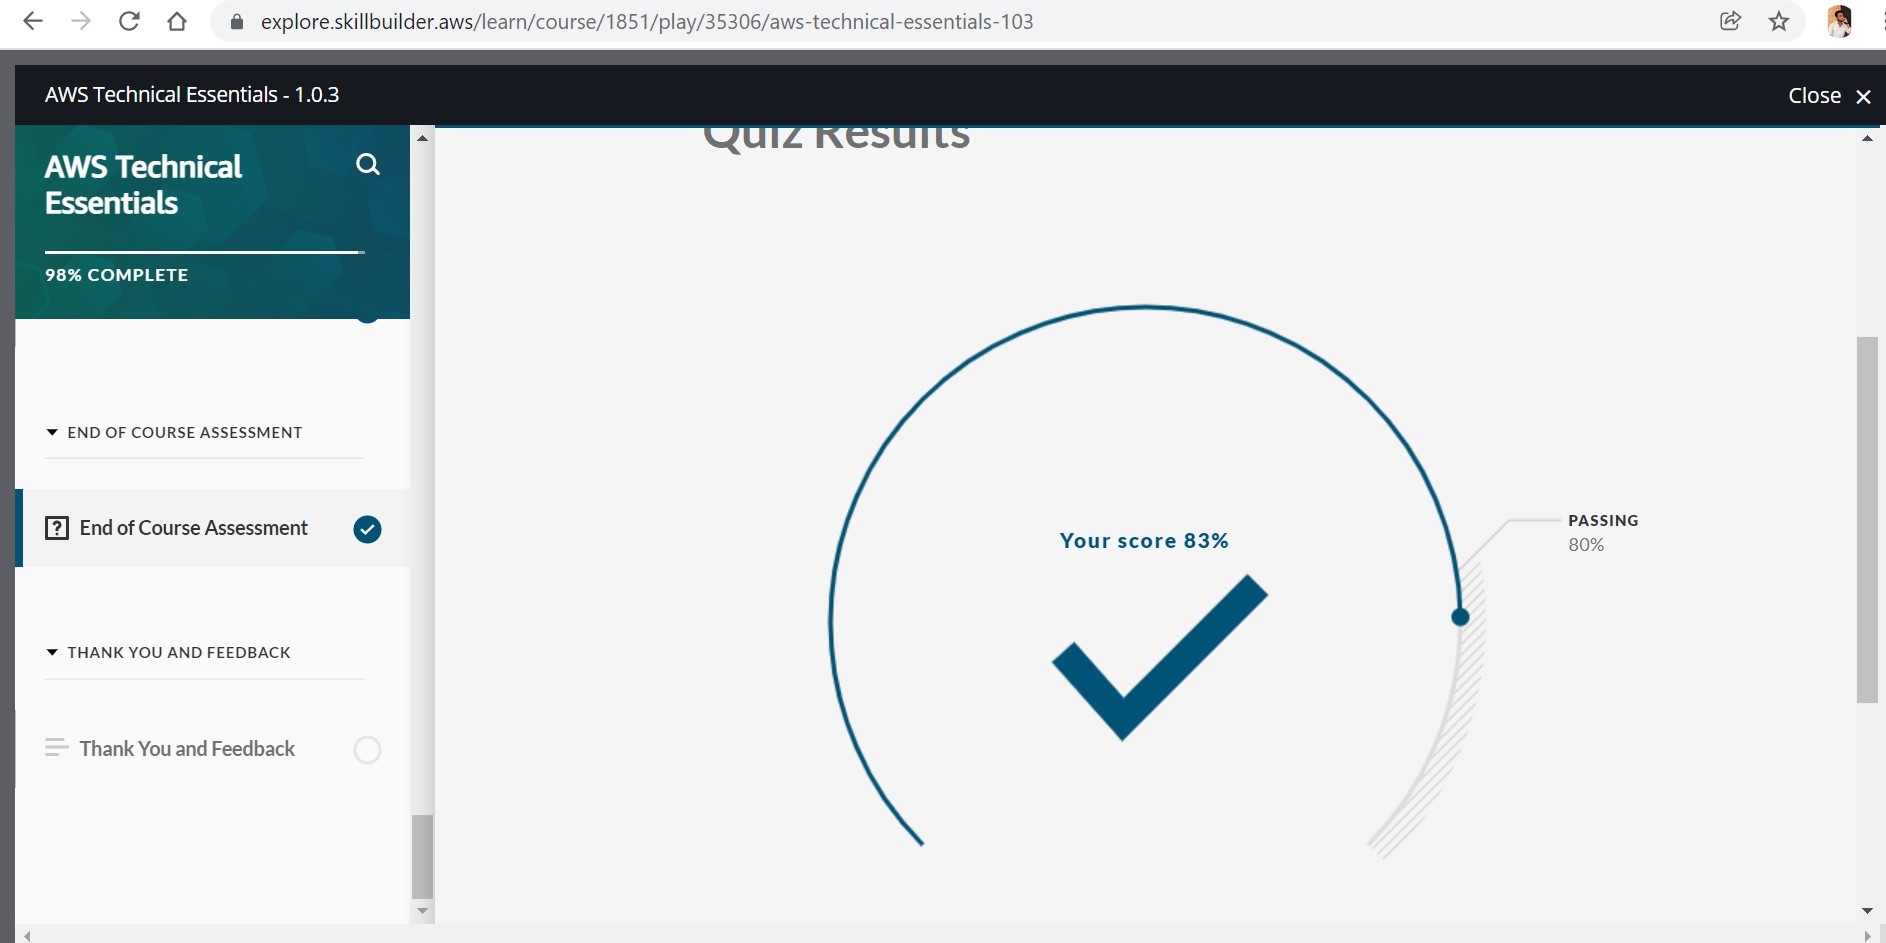 explore.skillbuilder.aws/learn/course/1851/play/35306/aws-technical-essentials-103
AWS Technical Essentials - 1.0.3
Close ×
AWS Technical
Essentials
98% COMPLETE
END OF COURSE ASSESSMENT
End of Course Assessment
THANK YOU AND FEEDBACK
Thank You and Feedback
Quiz Results
Your score 83%
PASSING
80%